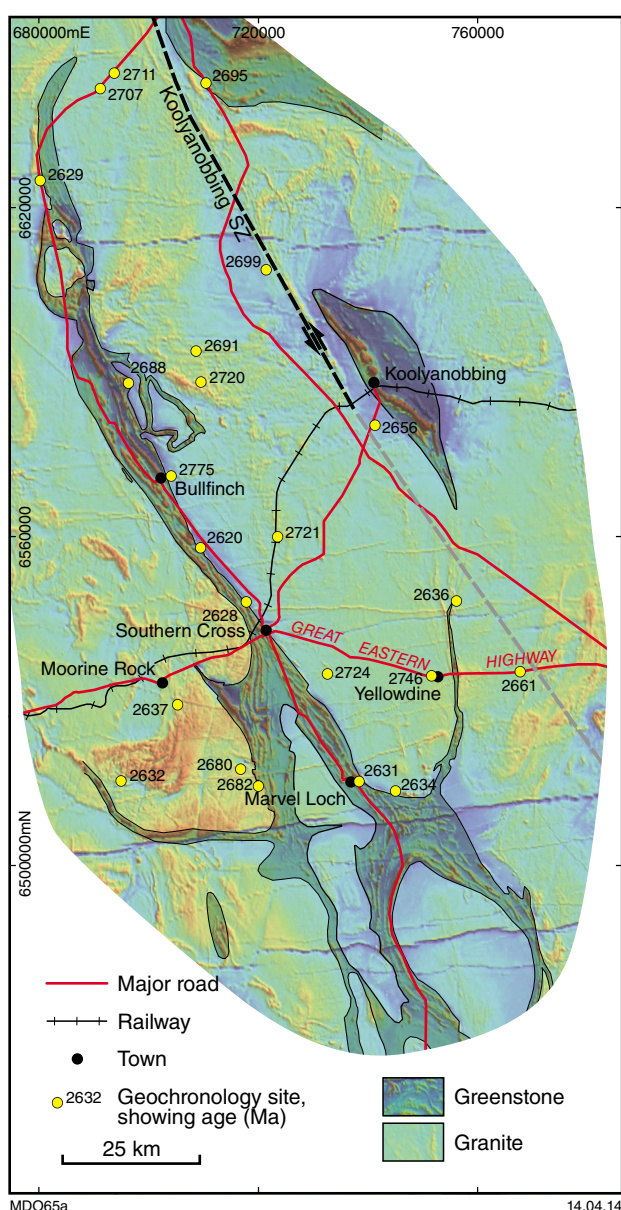 680000mE
720000
760000
2711
2707
2695
Koolyanobbing SZ
2629
6620000
2699
2691
2688
2720
Koolyanobbing
2656
2775
Bullfinch
6560000
2620
2721
2628
2636
Southern Cross
GREAT EASTERN HIGHWAY
Moorine Rock
2724
2746
Yellowdine
2661
2637
2680
2632
2682
2631
2634
Marvel Loch
6500000mN
Major road
Railway
Town
2632 Geochronology site,
showing age (Ma)
25 km
Greenstone
Granite
MDO65a
14.04.14